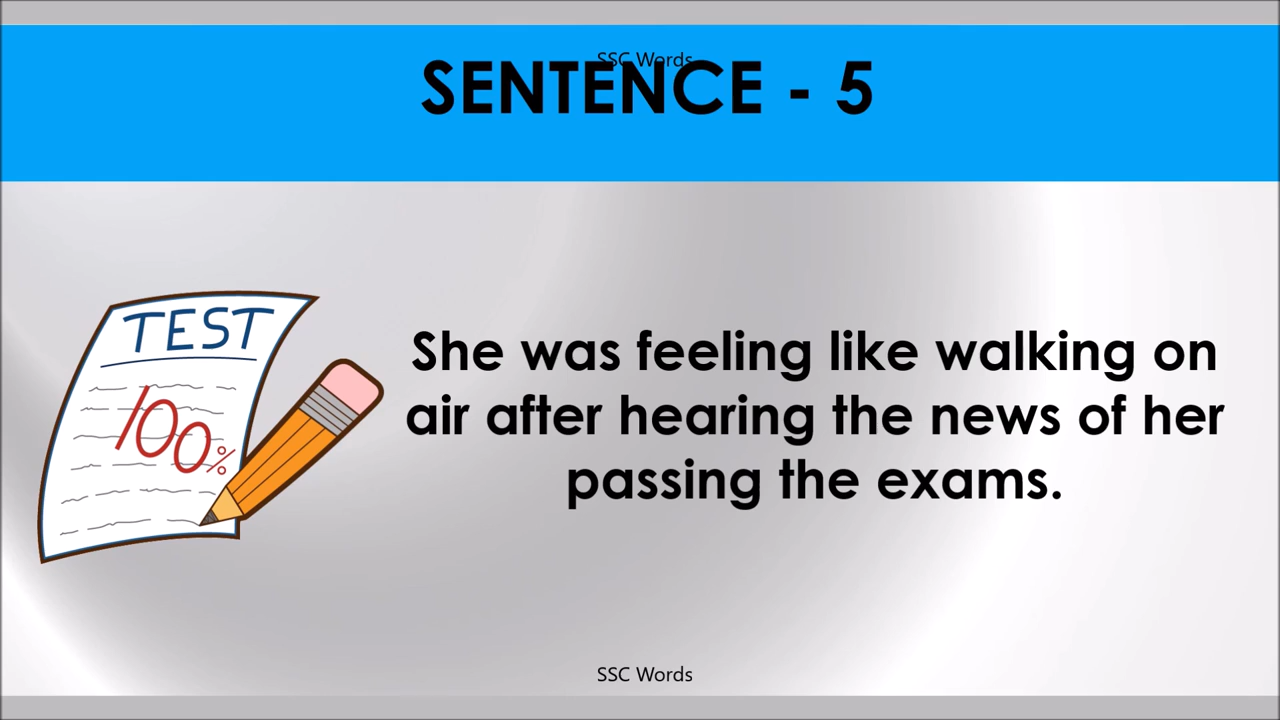 SSC Words
SENTENCE - 5
TEST
100%
She was feeling like walking on
air after hearing the news of her
passing the exams.
SSC Words